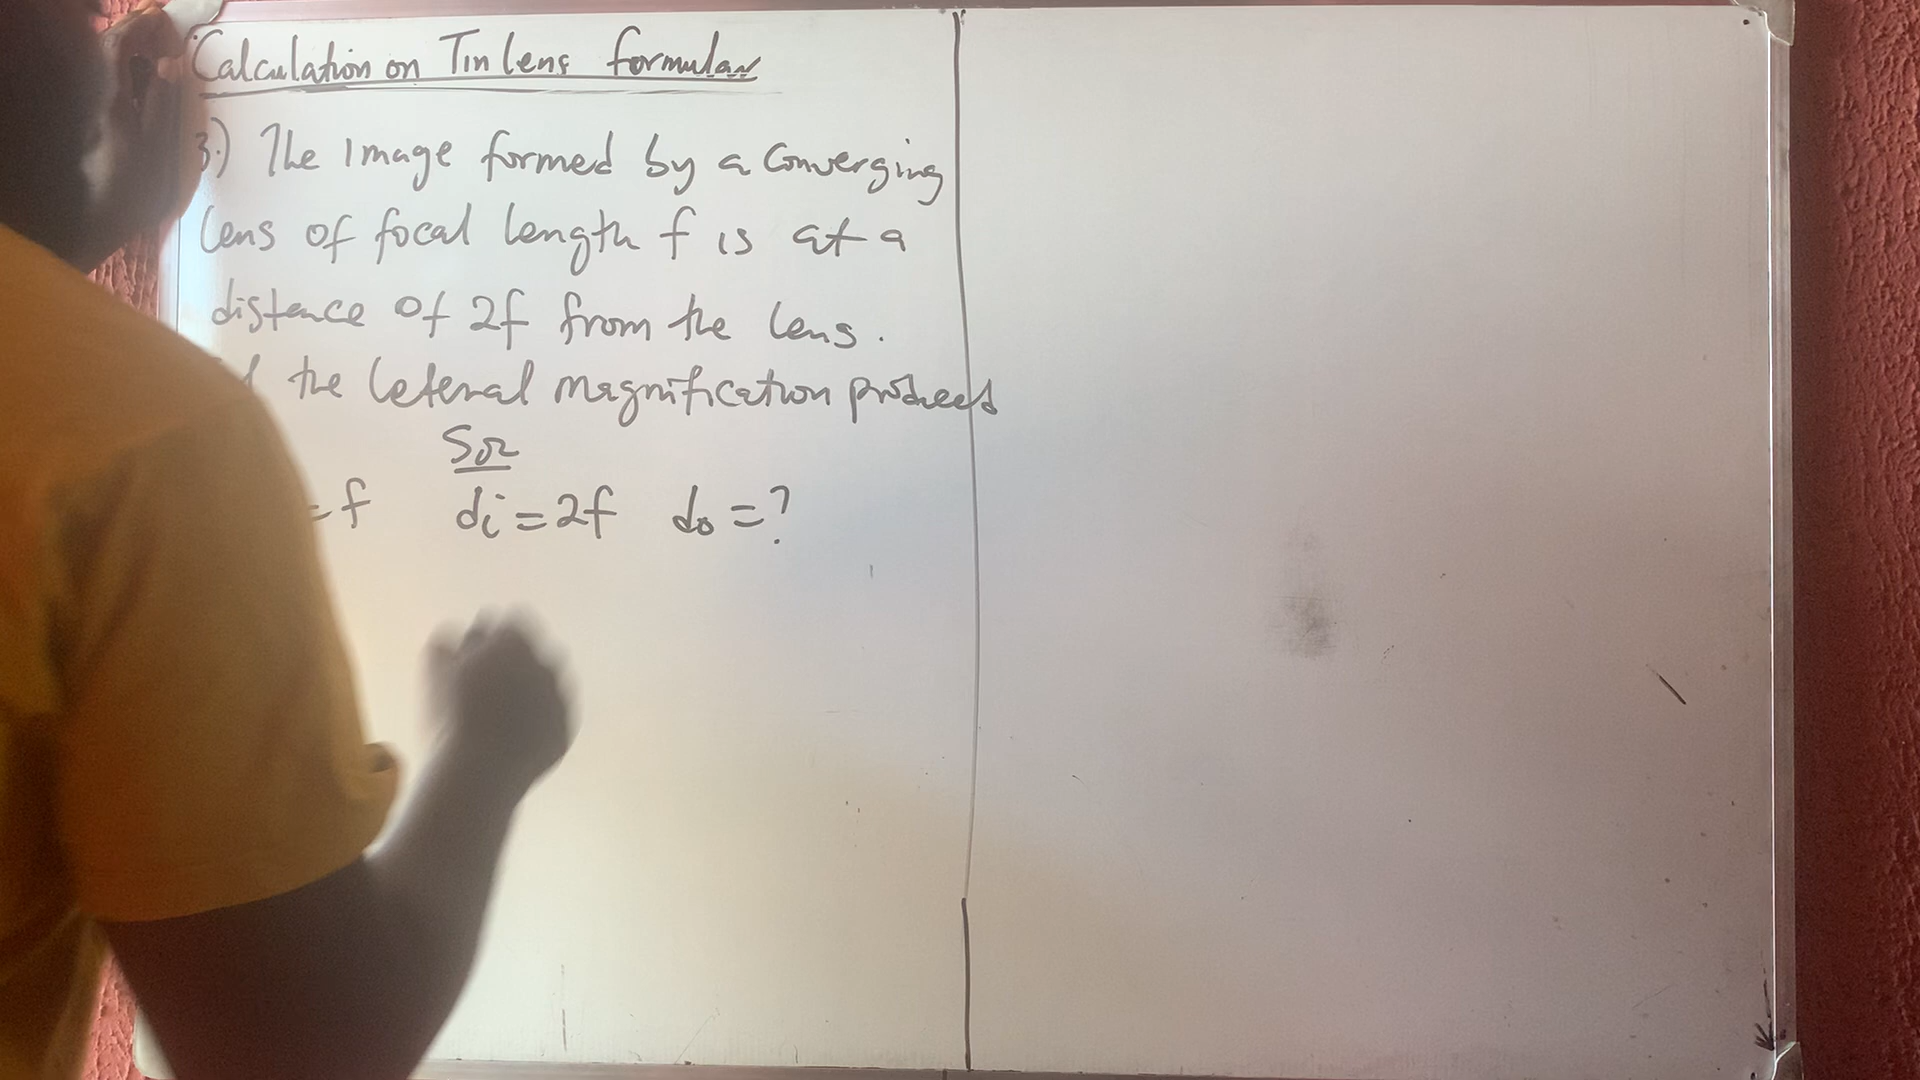 Calculation on Tin lens formular
3.) The Image formed by a Converging
lens of focal length f is at a
distance of 2f from the lens.
the lateral magnification produced
Sol
=f di=2f do=?